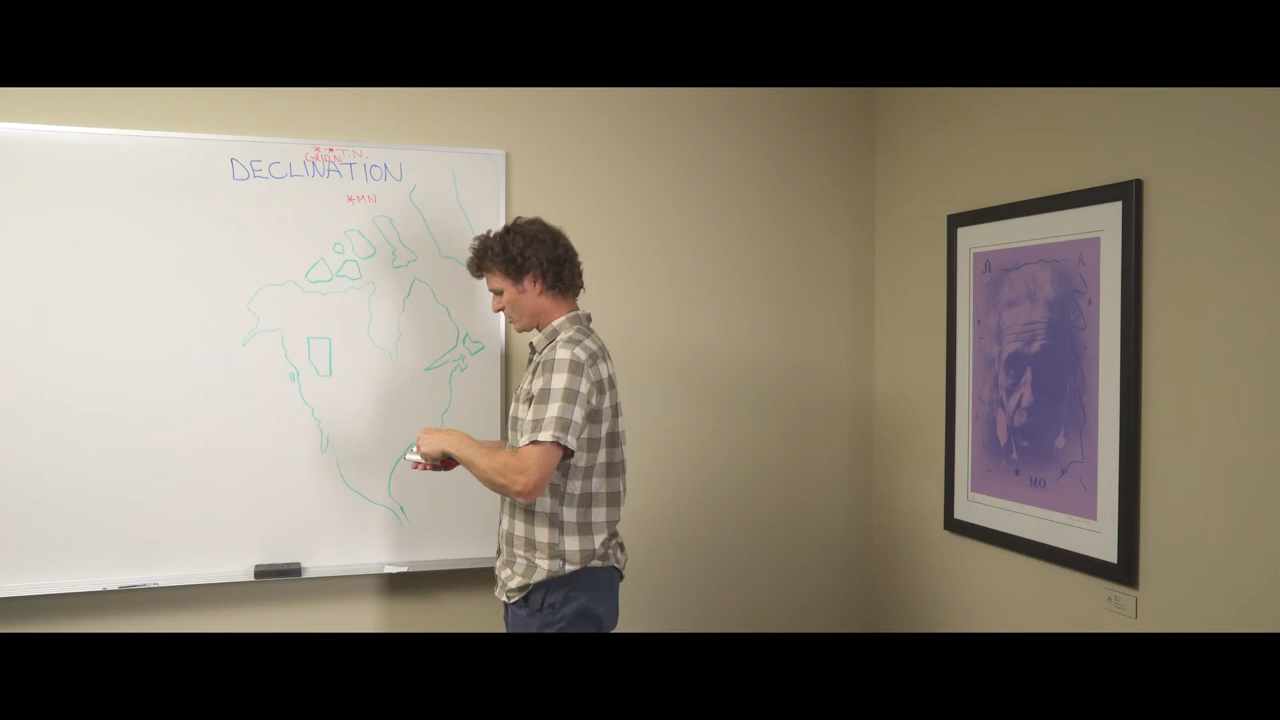 * * T.N.
GRID N.
DECLINATION
*MN
* MO